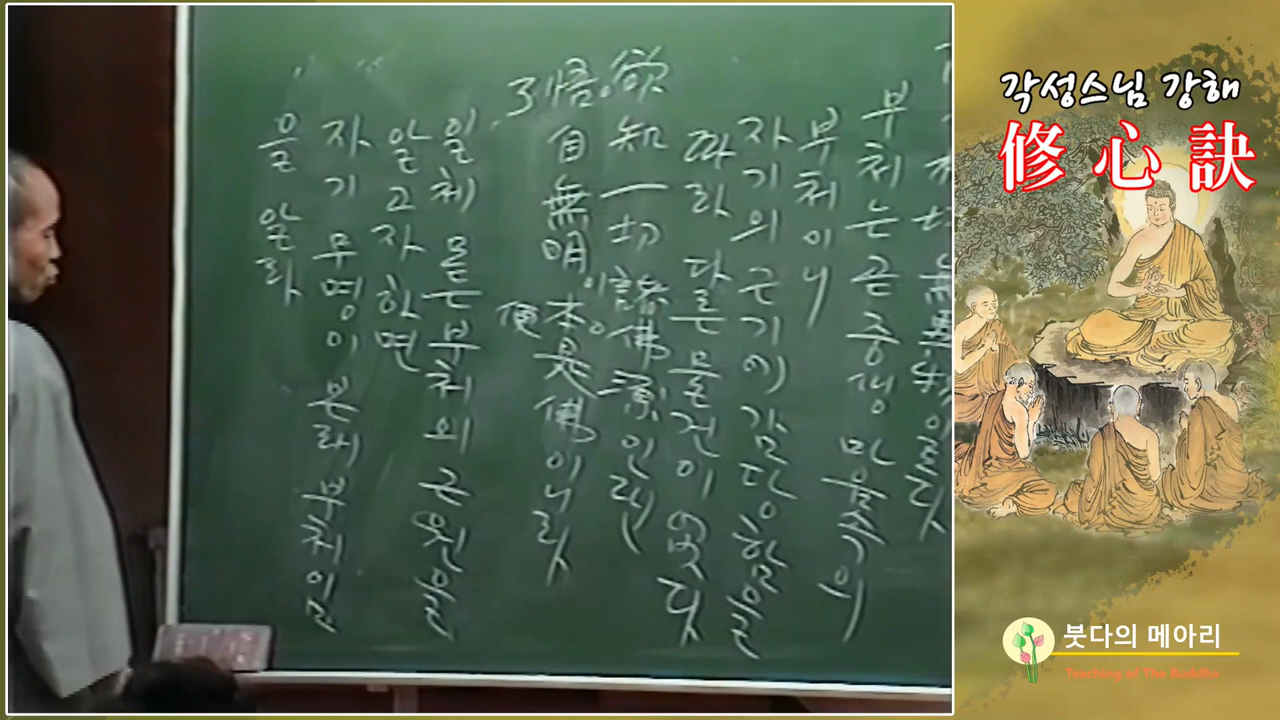 부처는 곧 중생 마음속의
부처이니
자기의 근기에 감당함을
따라 다른 물건이 없다
欲知一切諸佛源인댄
悟自無明이 本是佛이니라
了
便
일체 모든 부처의 근원을
알고자 하면
자기 무명이 본래 부처인
을 알라
각성스님 강해
修心訣
붓다의 메아리
Teaching of The Buddha